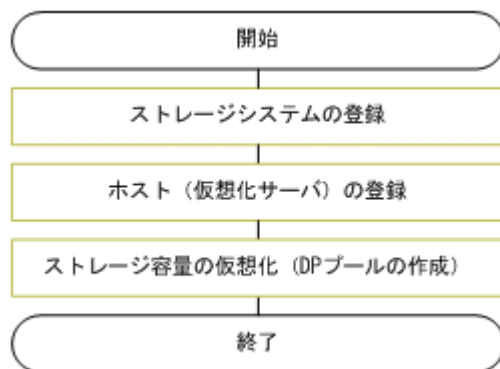 開始
ストレージシステムの登録
ホスト（仮想化サーバ）の登録
ストレージ容量の仮想化（DPプールの作成）
終了